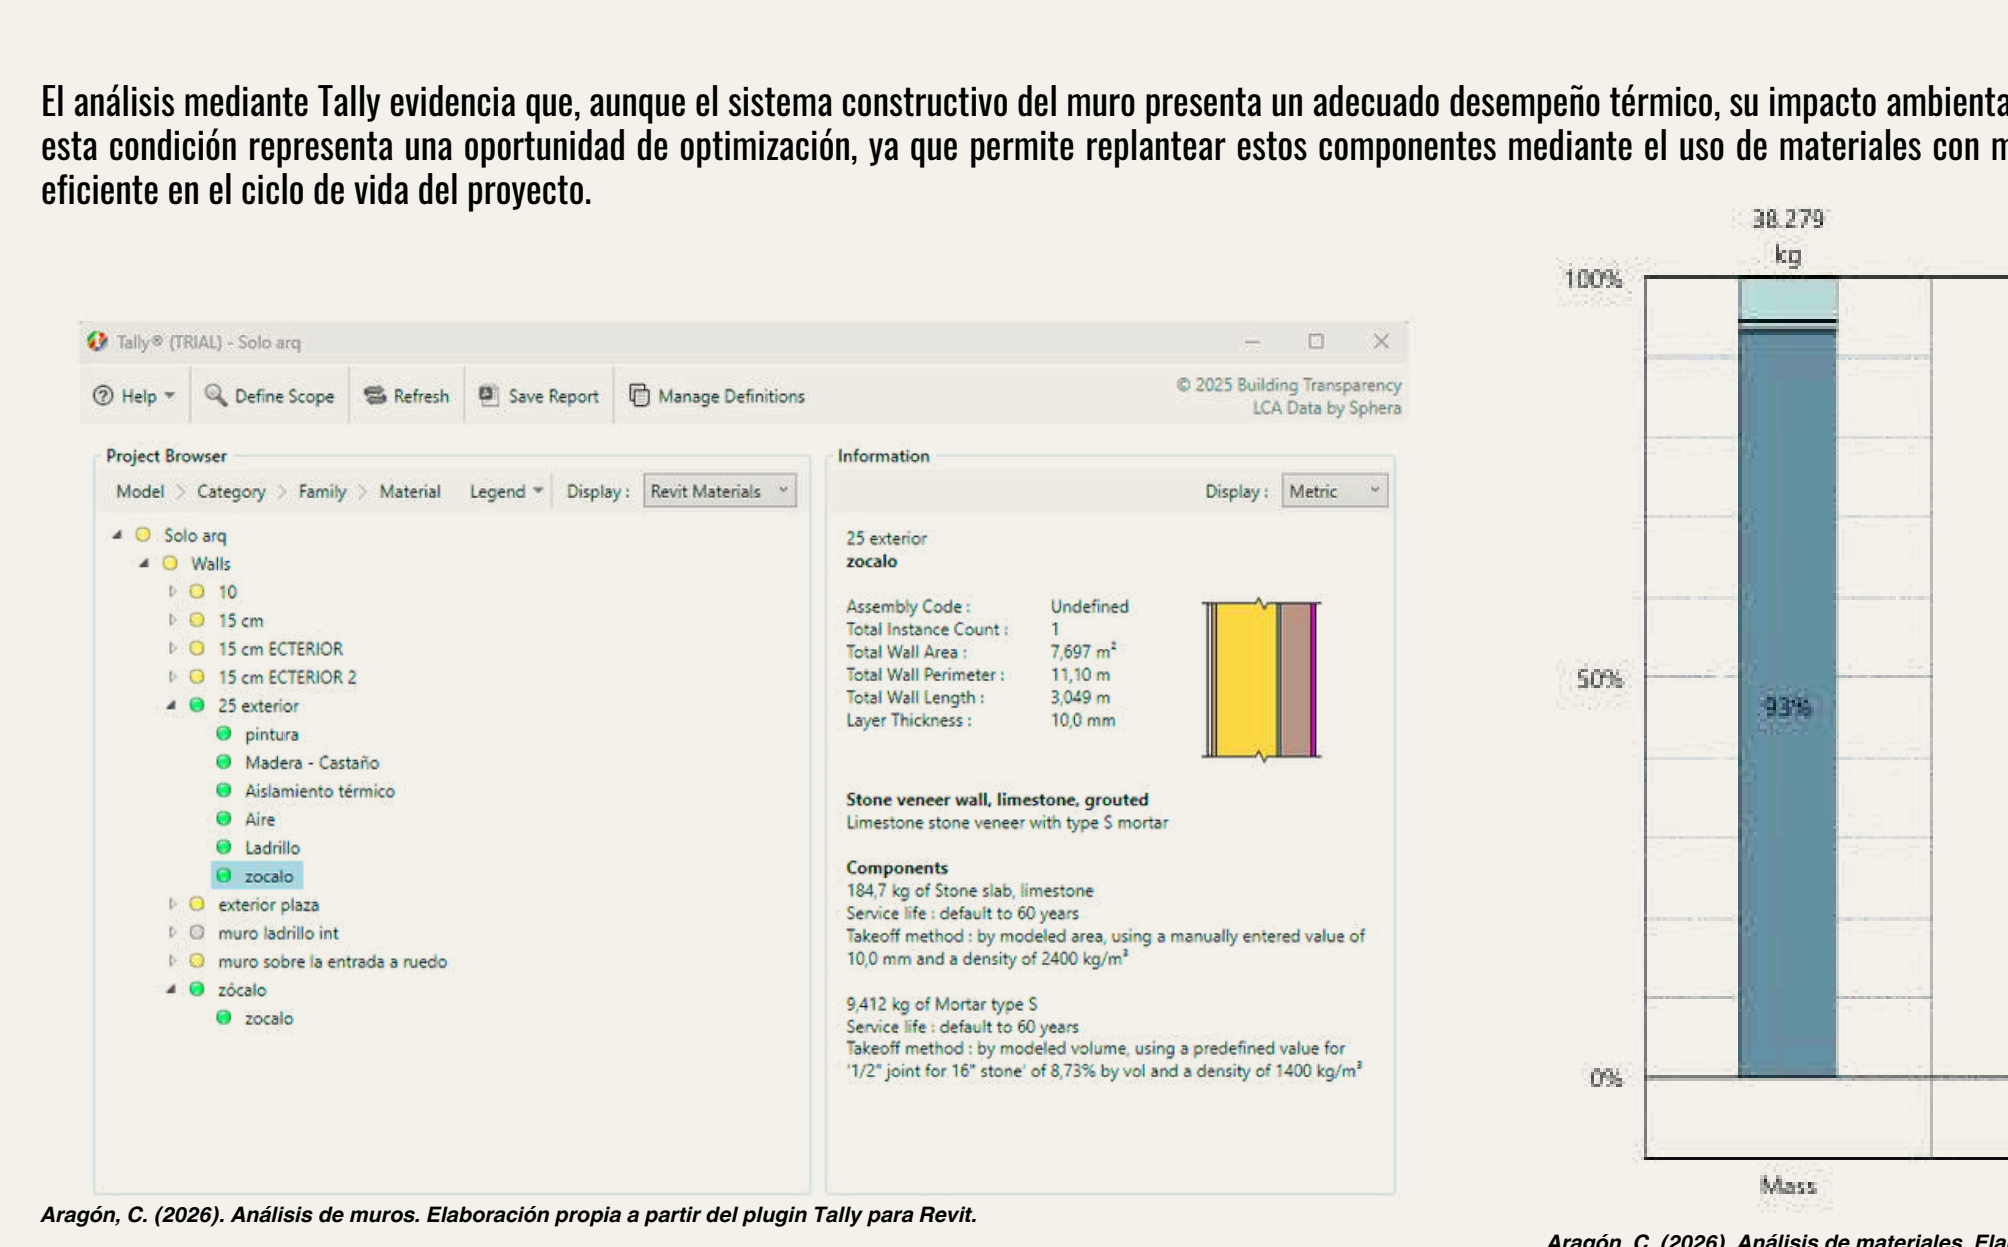 El análisis mediante Tally evidencia que, aunque el sistema constructivo del muro presenta un adecuado desempeño térmico, su impacto ambienta
esta condición representa una oportunidad de optimización, ya que permite replantear estos componentes mediante el uso de materiales con m
eficiente en el ciclo de vida del proyecto.
Tally® (TRIAL) - Solo arq
Help Define Scope Refresh Save Report Manage Definitions
© 2025 Building Transparency
LCA Data by Sphera
Project Browser
Model > Category > Family > Material Legend Display : Revit Materials
Solo arq
Walls
10
15 cm
15 cm ECTERIOR
15 cm ECTERIOR 2
25 exterior
pintura
Madera - Castaño
Aislamiento térmico
Aire
Ladrillo
zocalo
exterior plaza
muro ladrillo int
muro sobre la entrada a ruedo
zócalo
zocalo
Information
Display : Metric
25 exterior
zocalo
Assembly Code : Undefined
Total Instance Count : 1
Total Wall Area : 7,697 m²
Total Wall Perimeter : 11,10 m
Total Wall Length : 3,049 m
Layer Thickness : 10,0 mm
Stone veneer wall, limestone, grouted
Limestone stone veneer with type S mortar
Components
184,7 kg of Stone slab, limestone
Service life : default to 60 years
Takeoff method : by modeled area, using a manually entered value of
10,0 mm and a density of 2400 kg/m³
9,412 kg of Mortar type S
Service life : default to 60 years
Takeoff method : by modeled volume, using a predefined value for
'1/2" joint for 16" stone' of 8,73% by vol and a density of 1400 kg/m³
Aragón, C. (2026). Análisis de muros. Elaboración propia a partir del plugin Tally para Revit.
38.279
kg
100%
50%
93%
0%
Mass
Aragón, C. (2026). Análisis de materiales. Ela